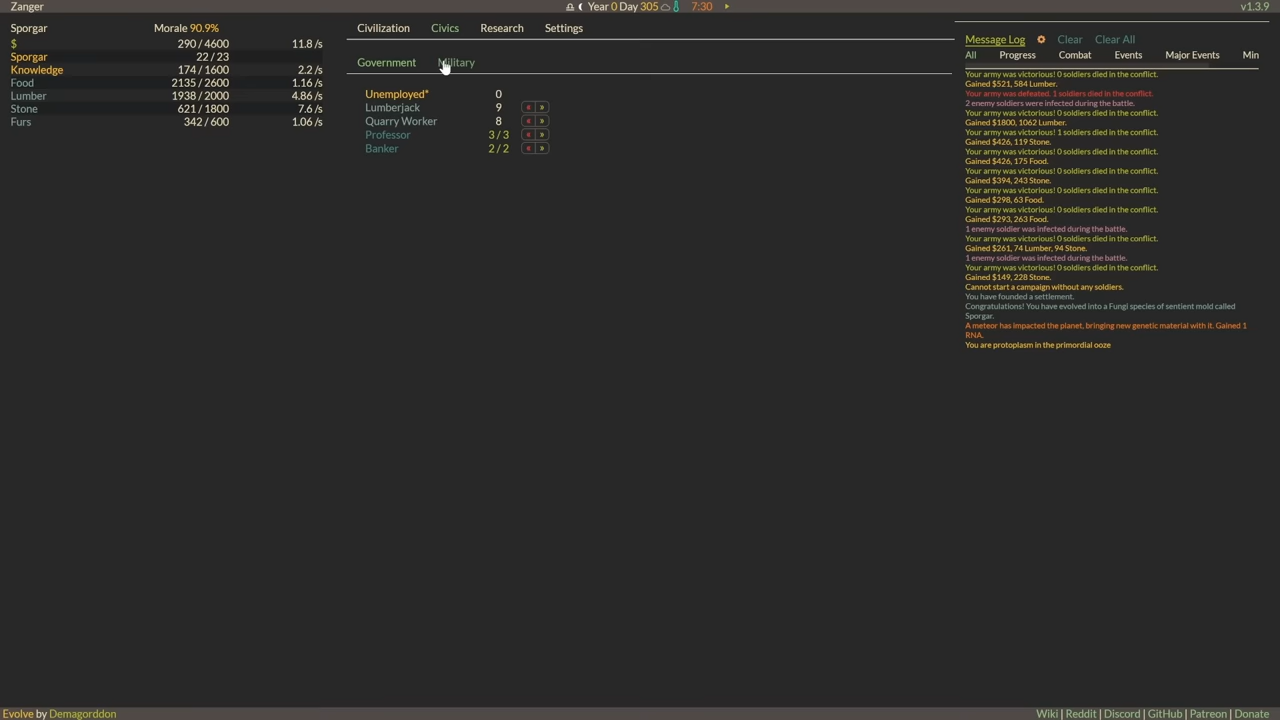 Zanger
Year 0 Day 305 7:30
v1.3.9
Sporgar Morale 90.9%
$ 290 / 4600 11.8 /s
Sporgar 22 / 23
Knowledge 174 / 1600 2.2 /s
Food 2135 / 2600 1.16 /s
Lumber 1938 / 2000 4.86 /s
Stone 621 / 1800 7.6 /s
Furs 342 / 600 1.06 /s
Civilization Civics Research Settings
Government Military
Unemployed* 0
Lumberjack 9 « »
Quarry Worker 8 « »
Professor 3 / 3 « »
Banker 2 / 2 « »
Message Log Clear Clear All
All Progress Combat Events Major Events Min
Your army was victorious! 0 soldiers died in the conflict.
Gained $521, 584 Lumber.
Your army was defeated. 1 soldiers died in the conflict.
2 enemy soldiers were infected during the battle.
Your army was victorious! 0 soldiers died in the conflict.
Gained $1800, 1062 Lumber.
Your army was victorious! 1 soldiers died in the conflict.
Gained $426, 119 Stone.
Your army was victorious! 0 soldiers died in the conflict.
Gained $426, 175 Food.
Your army was victorious! 0 soldiers died in the conflict.
Gained $394, 243 Stone.
Your army was victorious! 0 soldiers died in the conflict.
Gained $298, 63 Food.
Your army was victorious! 0 soldiers died in the conflict.
Gained $293, 263 Food.
1 enemy soldier was infected during the battle.
Your army was victorious! 0 soldiers died in the conflict.
Gained $261, 74 Lumber, 94 Stone.
1 enemy soldier was infected during the battle.
Your army was victorious! 0 soldiers died in the conflict.
Gained $149, 228 Stone.
Cannot start a campaign without any soldiers.
You have founded a settlement.
Congratulations! You have evolved into a Fungi species of sentient mold called
Sporgar.
A meteor has impacted the planet, bringing new genetic material with it. Gained 1
RNA.
You are protoplasm in the primordial ooze
Evolve by Demagorddon
Wiki | Reddit | Discord | GitHub | Patreon | Donate